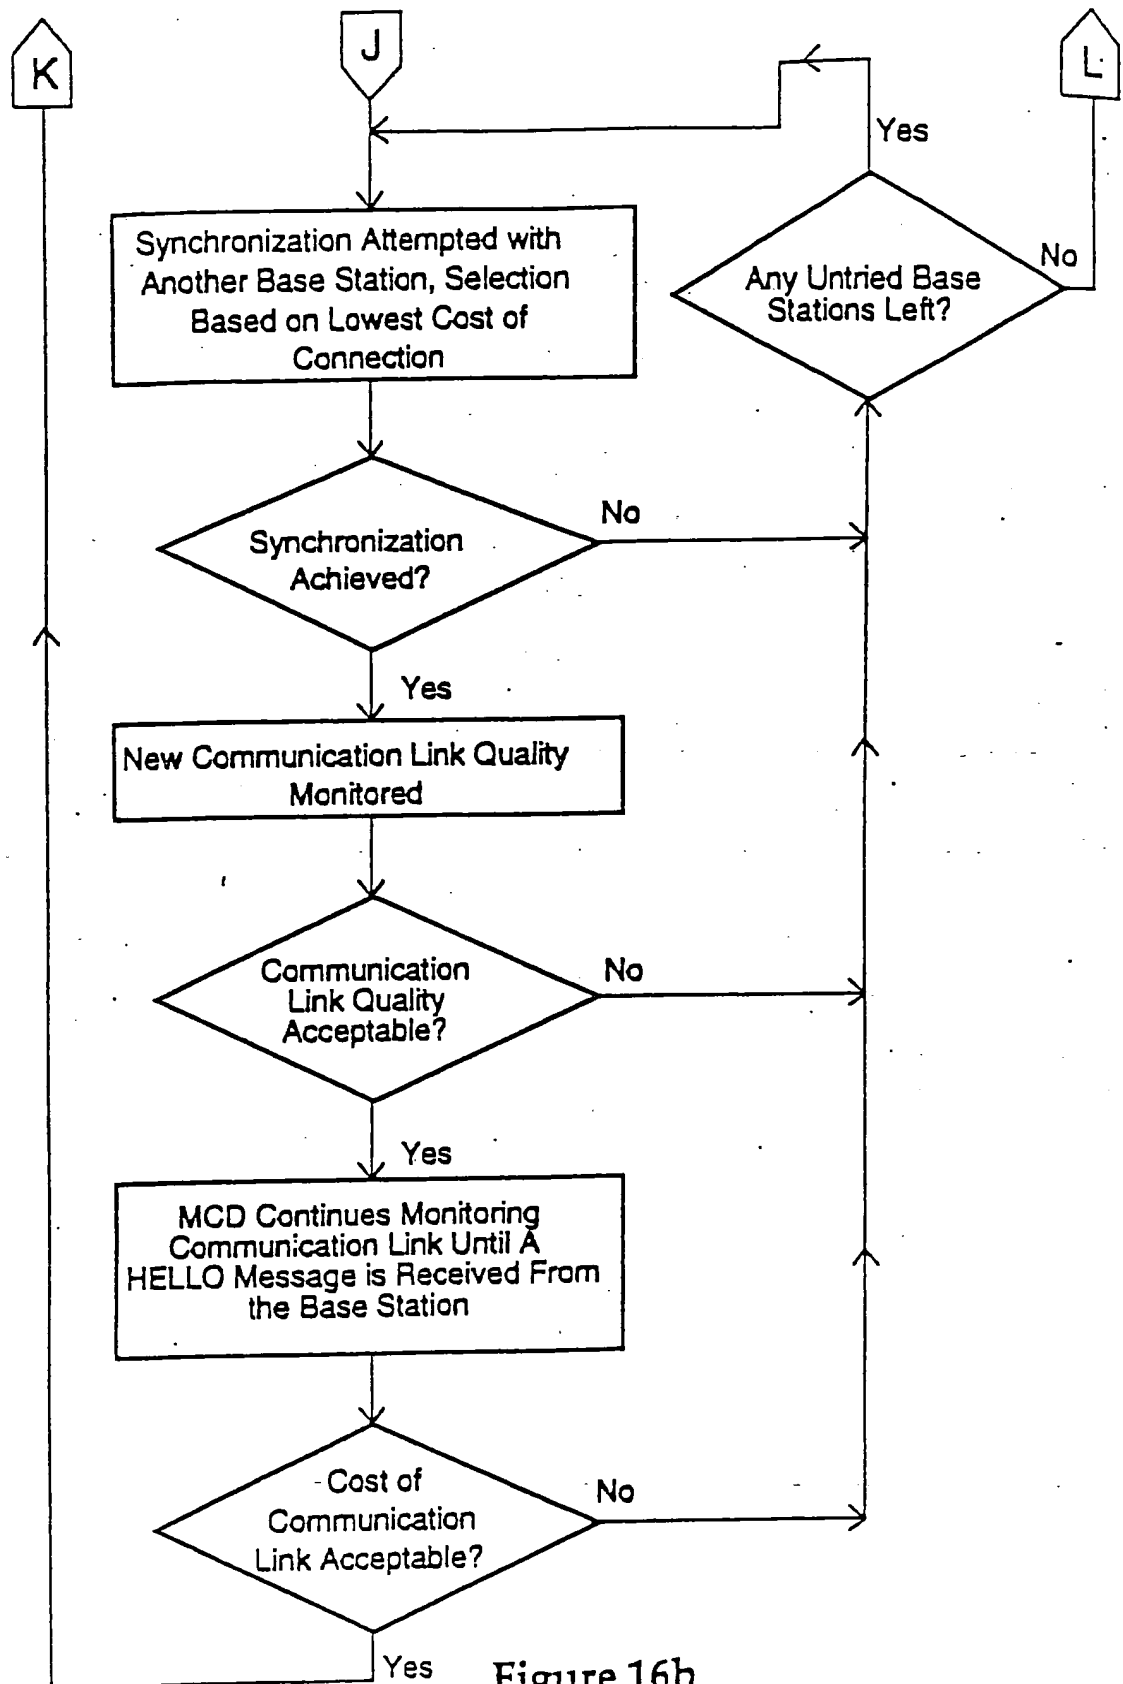 K
J
L
Yes
Synchronization Attempted with
Another Base Station, Selection
Based on Lowest Cost of
Connection
Any Untried Base
Stations Left?
No
Synchronization
Achieved?
No
Yes
New Communication Link Quality
Monitored
Communication
Link Quality
Acceptable?
No
Yes
MCD Continues Monitoring
Communication Link Until A
HELLO Message is Received From
the Base Station
Cost of
Communication
Link Acceptable?
No
Yes
Figure 16b